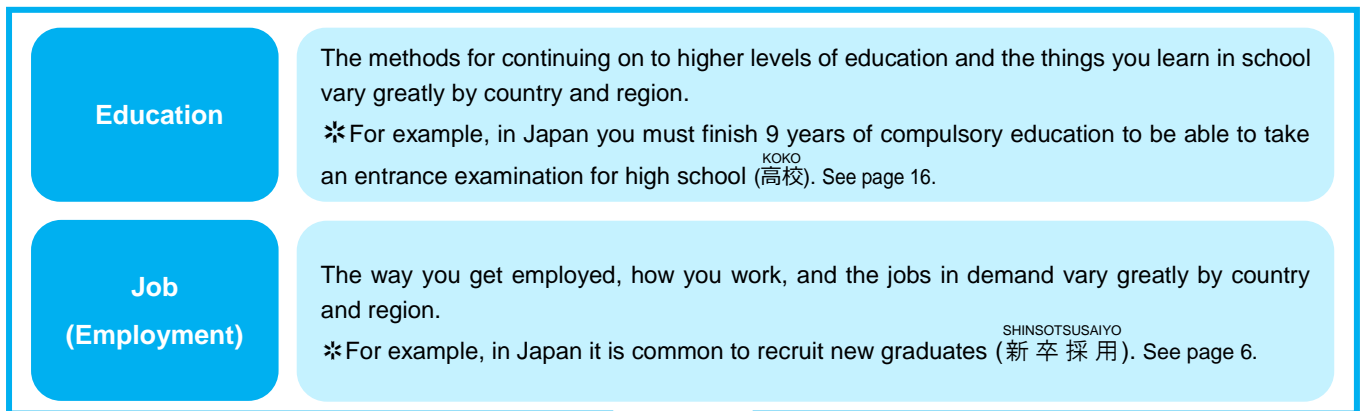 Education
The methods for continuing on to higher levels of education and the things you learn in school
vary greatly by country and region.
✲For example, in Japan you must finish 9 years of compulsory education to be able to take
KOKO
an entrance examination for high school (高校). See page 16.
Job
(Employment)
The way you get employed, how you work, and the jobs in demand vary greatly by country
and region.
SHINSOTSUSAIYO
✲For example, in Japan it is common to recruit new graduates (新卒採用). See page 6.